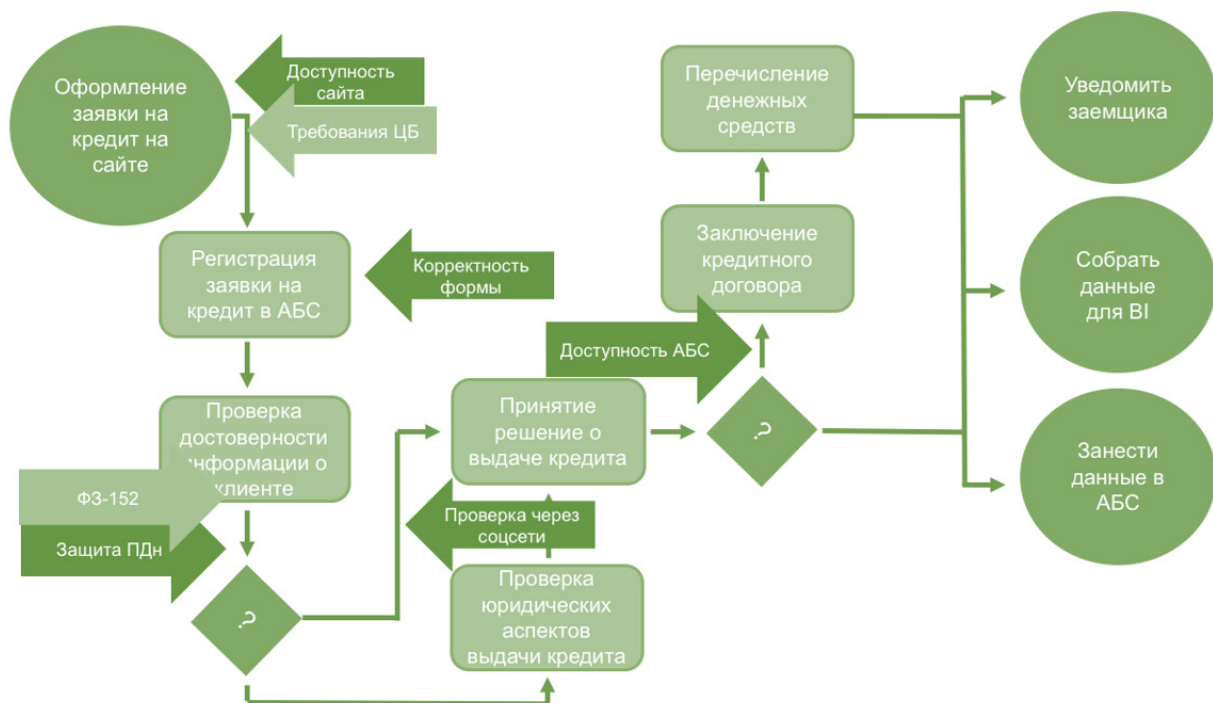 Оформление
заявки на
кредит на
сайте
Доступность
сайта
Требования ЦБ
Регистрация
заявки на
кредит в АБС
Корректность
формы
Проверка
достоверности
информации о
клиенте
ФЗ-152
Защита ПДн
?
Проверка через
соцсети
Проверка
юридических
аспектов
выдачи кредита
Принятие
решение о
выдаче кредита
Доступность АБС
?
Заключение
кредитного
договора
Перечисление
денежных
средств
Уведомить
заемщика
Собрать
данные
для BI
Занести
данные в
АБС